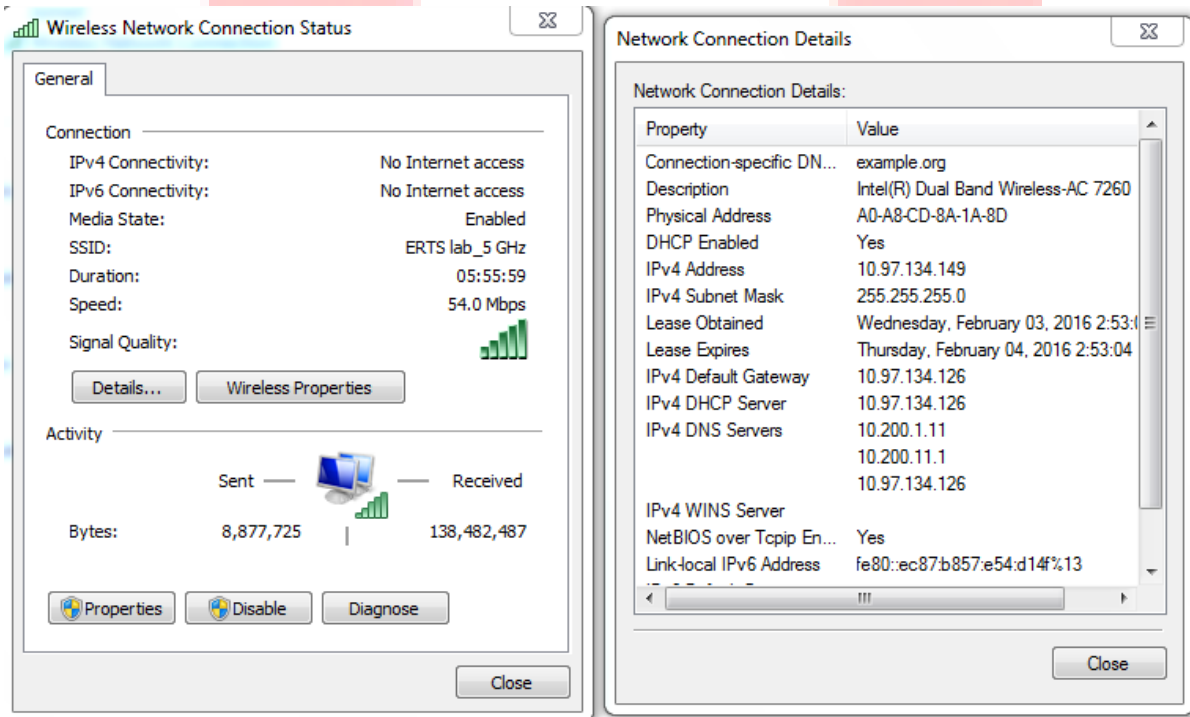 Wireless Network Connection Status
General
Connection
IPv4 Connectivity: No Internet access
IPv6 Connectivity: No Internet access
Media State: Enabled
SSID: ERTS lab_5 GHz
Duration: 05:55:59
Speed: 54.0 Mbps
Signal Quality:
Details... Wireless Properties
Activity
Sent Received
Bytes: 8,877,725 138,482,487
Properties Disable Diagnose
Close
Network Connection Details
Network Connection Details:
Property Value
Connection-specific DN... example.org
Description Intel(R) Dual Band Wireless-AC 7260
Physical Address A0-A8-CD-8A-1A-8D
DHCP Enabled Yes
IPv4 Address 10.97.134.149
IPv4 Subnet Mask 255.255.255.0
Lease Obtained Wednesday, February 03, 2016 2:53:
Lease Expires Thursday, February 04, 2016 2:53:04
IPv4 Default Gateway 10.97.134.126
IPv4 DHCP Server 10.97.134.126
IPv4 DNS Servers 10.200.1.11
10.200.11.1
10.97.134.126
IPv4 WINS Server
NetBIOS over Tcpip En... Yes
Link-local IPv6 Address fe80::ec87:b857:e54:d14f%13
Close